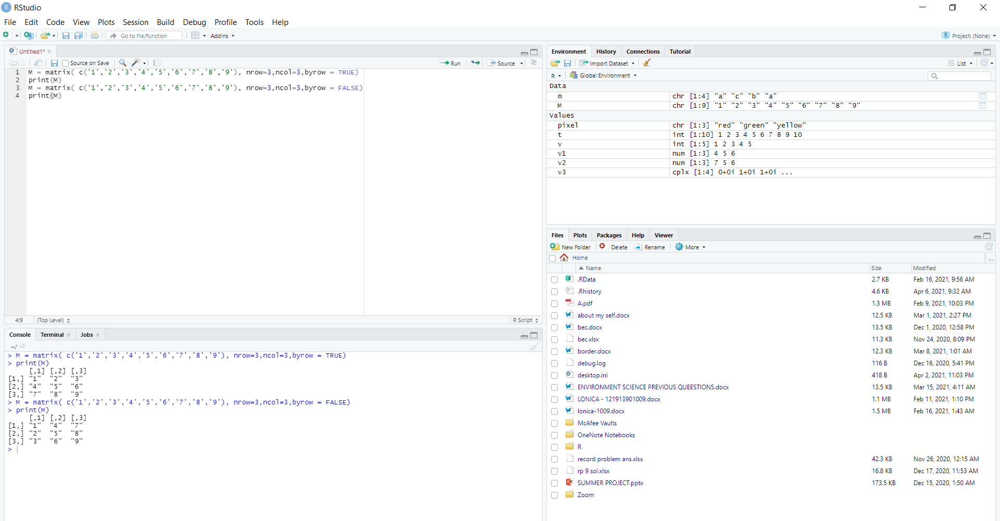 RStudio
File Edit Code View Plots Session Build Debug Profile Tools Help
Go to file/function Addins Project: (None)
Untitled1*
Source on Save Run Source
1 M = matrix( c('1','2','3','4','5','6','7','8','9'), nrow=3,ncol=3,byrow = TRUE)
2 print(M)
3 M = matrix( c('1','2','3','4','5','6','7','8','9'), nrow=3,ncol=3,byrow = FALSE)
4 print(M)
4:9 (Top Level) R Script
Console Terminal Jobs
~/
> M = matrix( c('1','2','3','4','5','6','7','8','9'), nrow=3,ncol=3,byrow = TRUE)
> print(M)
[,1] [,2] [,3]
[1,] "1" "2" "3"
[2,] "4" "5" "6"
[3,] "7" "8" "9"
> M = matrix( c('1','2','3','4','5','6','7','8','9'), nrow=3,ncol=3,byrow = FALSE)
> print(M)
[,1] [,2] [,3]
[1,] "1" "4" "7"
[2,] "2" "5" "8"
[3,] "3" "6" "9"
>
Environment History Connections Tutorial
Import Dataset List
R Global Environment
Data
m chr [1:4] "a" "c" "b" "a"
M chr [1:9] "1" "2" "3" "4" "5" "6" "7" "8" "9"
Values
pixel chr [1:3] "red" "green" "yellow"
t int [1:10] 1 2 3 4 5 6 7 8 9 10
v int [1:5] 1 2 3 4 5
v1 num [1:3] 4 5 6
v2 num [1:3] 7 5 6
v3 cplx [1:4] 0+0i 1+0i 1+0i ...
Files Plots Packages Help Viewer
New Folder Delete Rename More
Home ...
Name Size Modified
.RData 2.7 KB Feb 16, 2021, 9:56 AM
.Rhistory 4.6 KB Apr 6, 2021, 9:32 AM
A.pdf 1.3 MB Feb 9, 2021, 10:03 PM
about my self.docx 12.5 KB Mar 1, 2021, 2:27 PM
bec.docx 13.5 KB Dec 1, 2020, 12:58 PM
bec.xlsx 11.3 KB Nov 24, 2020, 8:09 PM
border.docx 12.3 KB Mar 8, 2021, 1:01 AM
debug.log 116 B Dec 16, 2020, 5:41 PM
desktop.ini 418 B Apr 2, 2021, 11:03 PM
ENVIRONMENT SCIENCE PREVIOUS QUEESTIONS.docx 13.5 KB Mar 15, 2021, 4:11 AM
LONICA - 121913901009.docx 1.1 MB Feb 11, 2021, 1:10 PM
lonica-1009.docx 1.5 MB Feb 16, 2021, 1:43 AM
McAfee Vaults
OneNote Notebooks
R
record problem ans.xlsx 42.3 KB Nov 26, 2020, 12:15 AM
rp 9 sol.xlsx 16.8 KB Dec 17, 2020, 11:53 AM
SUMMER PROJECT.pptx 173.5 KB Dec 15, 2020, 1:50 AM
Zoom